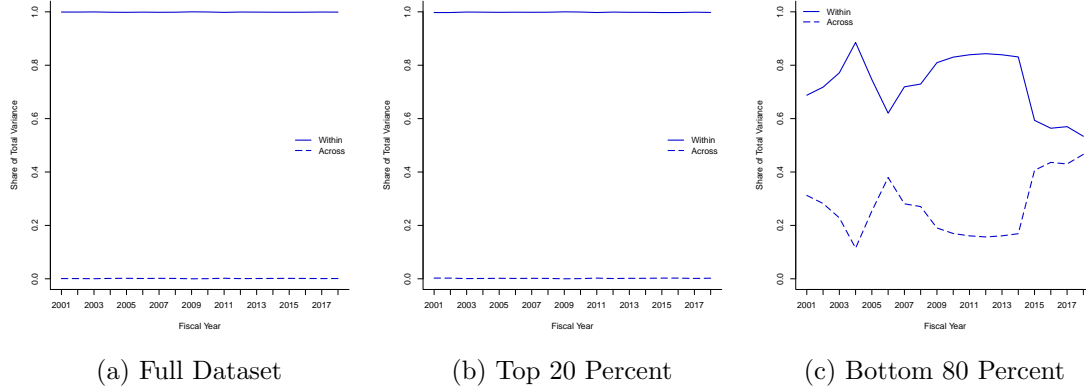 1.0
0.8
0.6
0.4
0.2
0.0
Share of Total Variance
Within
Across
2001 2003 2005 2007 2009 2011 2013 2015 2017
Fiscal Year
(a) Full Dataset
1.0
0.8
0.6
0.4
0.2
0.0
Share of Total Variance
Within
Across
2001 2003 2005 2007 2009 2011 2013 2015 2017
Fiscal Year
(b) Top 20 Percent
Within
Across
1.0
0.8
0.6
0.4
0.2
0.0
Share of Total Variance
2001 2003 2005 2007 2009 2011 2013 2015 2017
Fiscal Year
(c) Bottom 80 Percent